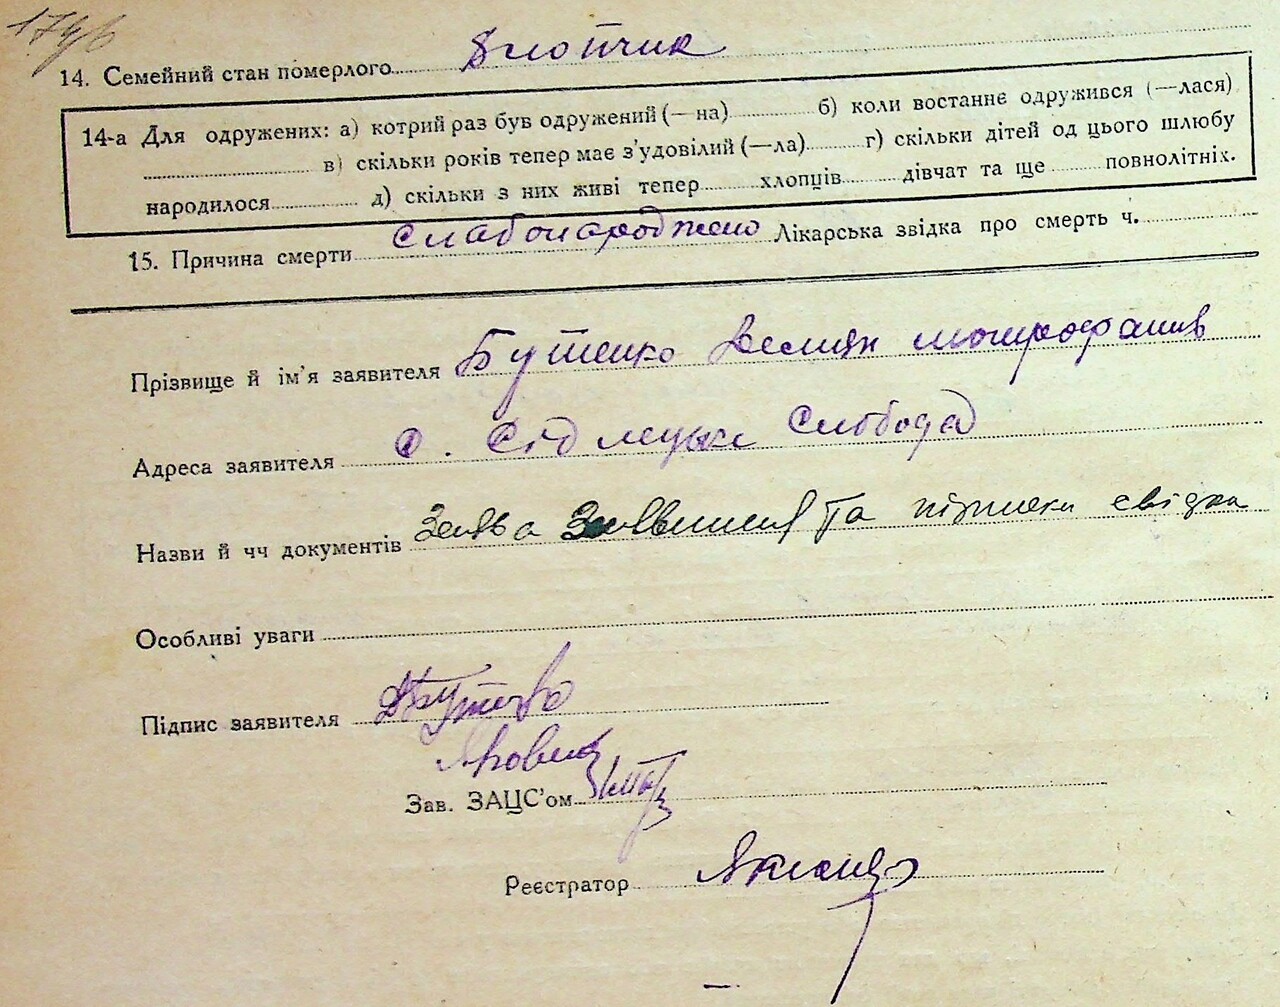 14. Семейний стан померлого хлопчик
14-а Для одружених: а) котрий раз був одружений (—на) б) коли востаннє одружився (—лася)
в) скільки років тепер має з'удовілий (—ла) г) скільки дітей од цього шлюбу
народилося д) скільки з них живі тепер хлопців дівчат та ще повнолітніх.
15. Причина смерти слабонароджено Лікарська звідка про смерть ч.
Прізвище й ім'я заявителя Бутенко
Адреса заявителя с. Слобода
Назви й чч документів Заява та свідка
Особливі уваги
Підпис заявителя
Зав. ЗАЦС'ом
Реєстратор